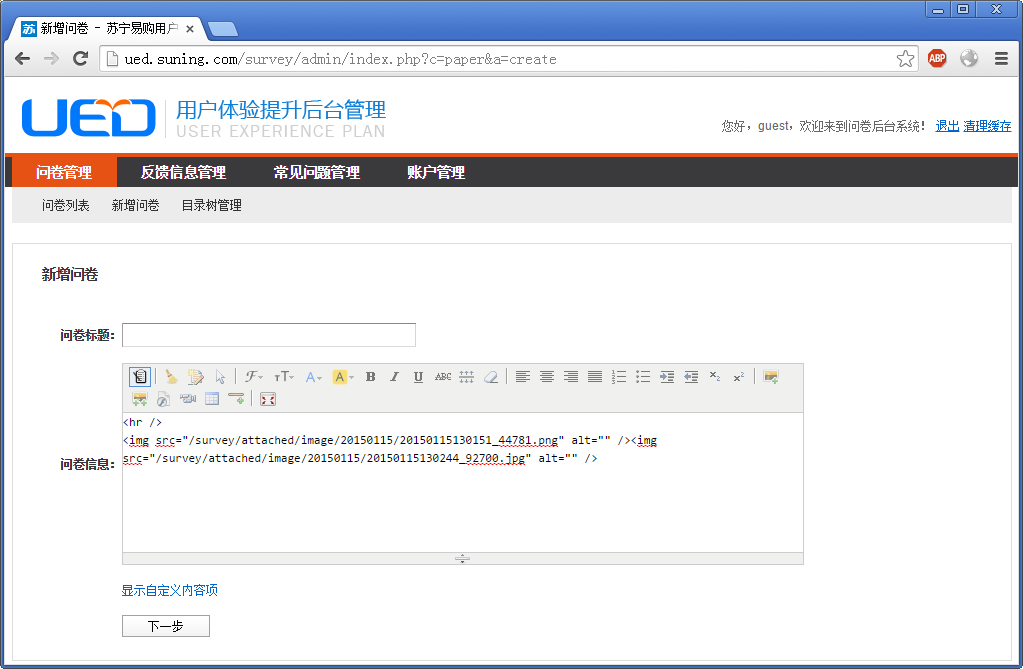 新增问卷 - 苏宁易购用户
ued.suning.com/survey/admin/index.php?c=paper&a=create
ABP
UED
用户体验提升后台管理
USER EXPERIENCE PLAN
您好，guest，欢迎来到问卷后台系统! 退出 清理缓存
问卷管理 反馈信息管理 常见问题管理 账户管理
问卷列表 新增问卷 目录树管理
新增问卷
问卷标题:
问卷信息:
<hr />
<img src="/survey/attached/image/20150115/20150115130151_44781.png" alt="" /><img
src="/survey/attached/image/20150115/20150115130244_92700.jpg" alt="" />
显示自定义内容项
下一步